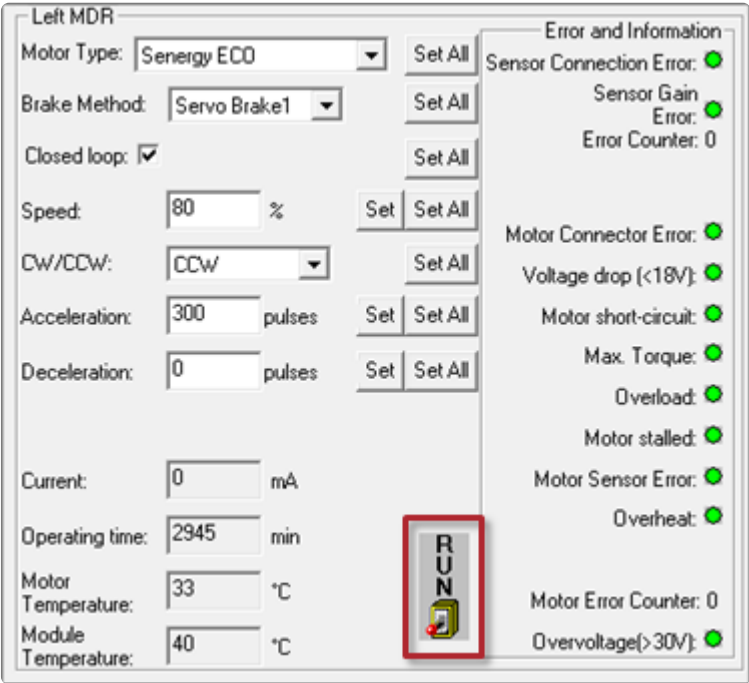 Left MDR
Motor Type: Senergy ECO Set All
Brake Method: Servo Brake1 Set All
Closed loop: Set All
Speed: 80 % Set Set All
CW/CCW: CCW Set All
Acceleration: 300 pulses Set Set All
Deceleration: 0 pulses Set Set All
Current: 0 mA
Operating time: 2945 min
Motor
Temperature: 33 °C
Module
Temperature: 40 °C
RUN
Error and Information
Sensor Connection Error:
Sensor Gain
Error:
Error Counter: 0
Motor Connector Error:
Voltage drop (<18V):
Motor short-circuit:
Max. Torque:
Overload:
Motor stalled:
Motor Sensor Error:
Overheat:
Motor Error Counter: 0
Overvoltage(>30V):